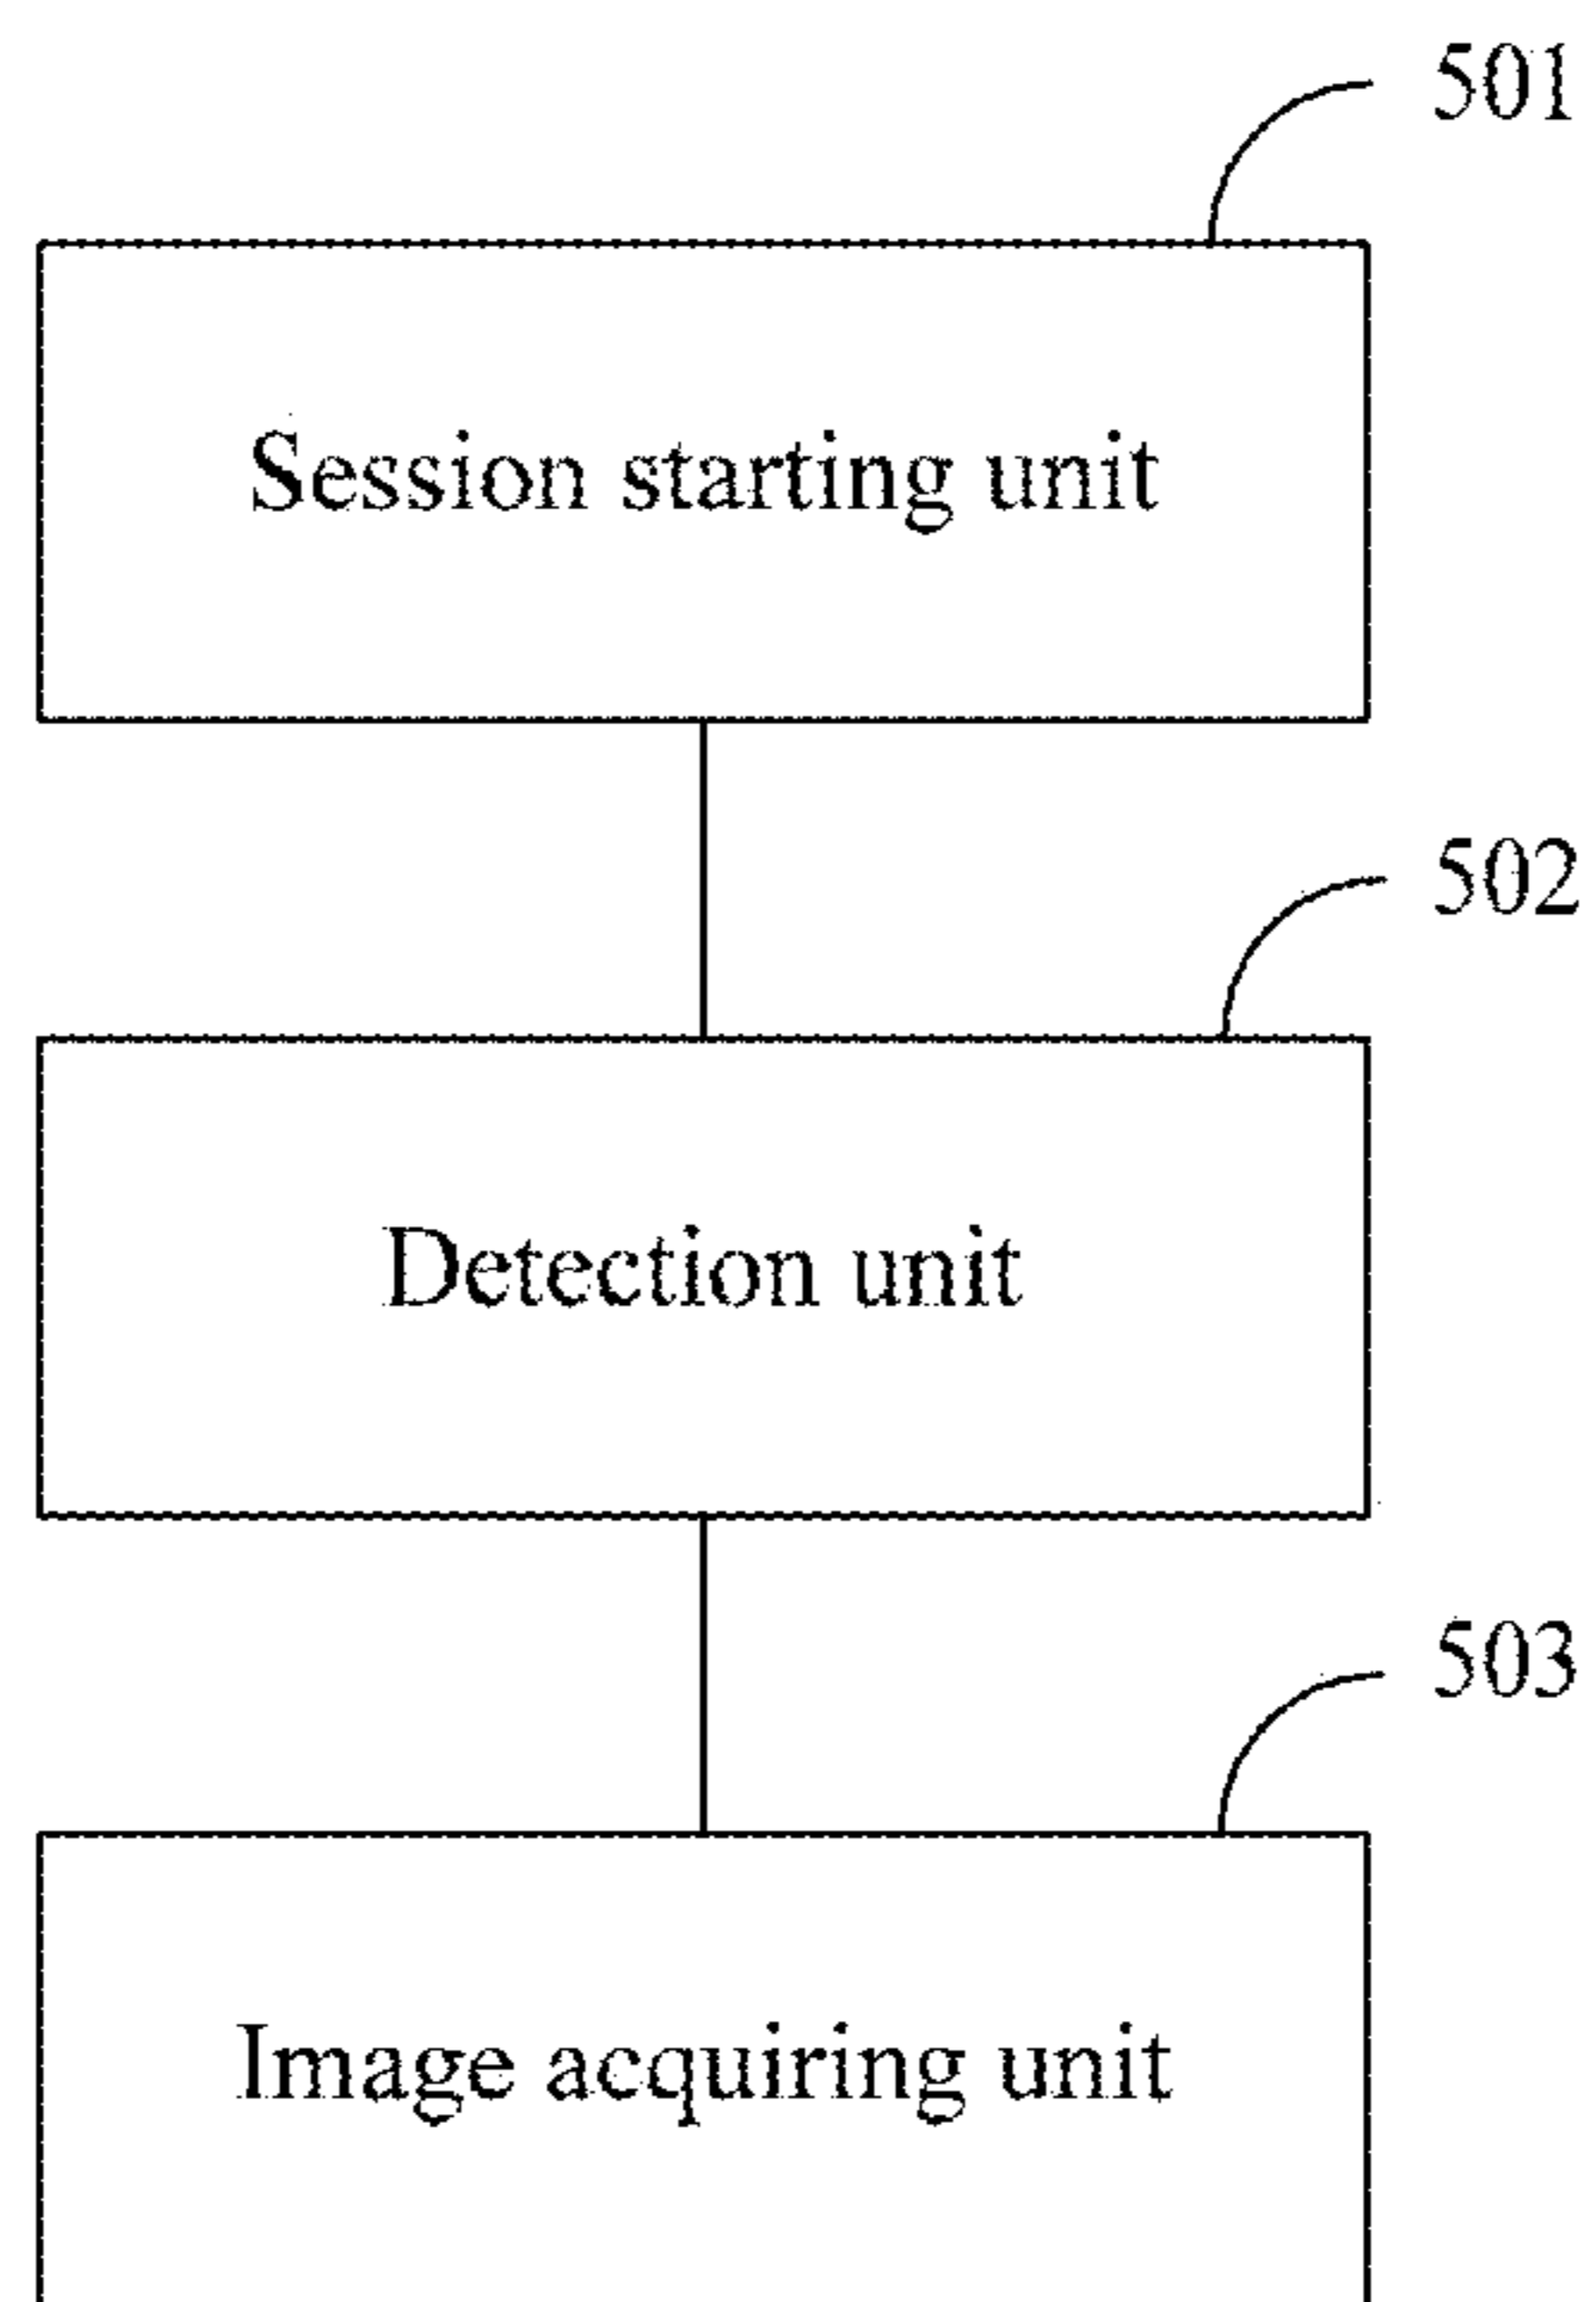 501
Session starting unit
502
Detection unit
503
Image acquiring unit